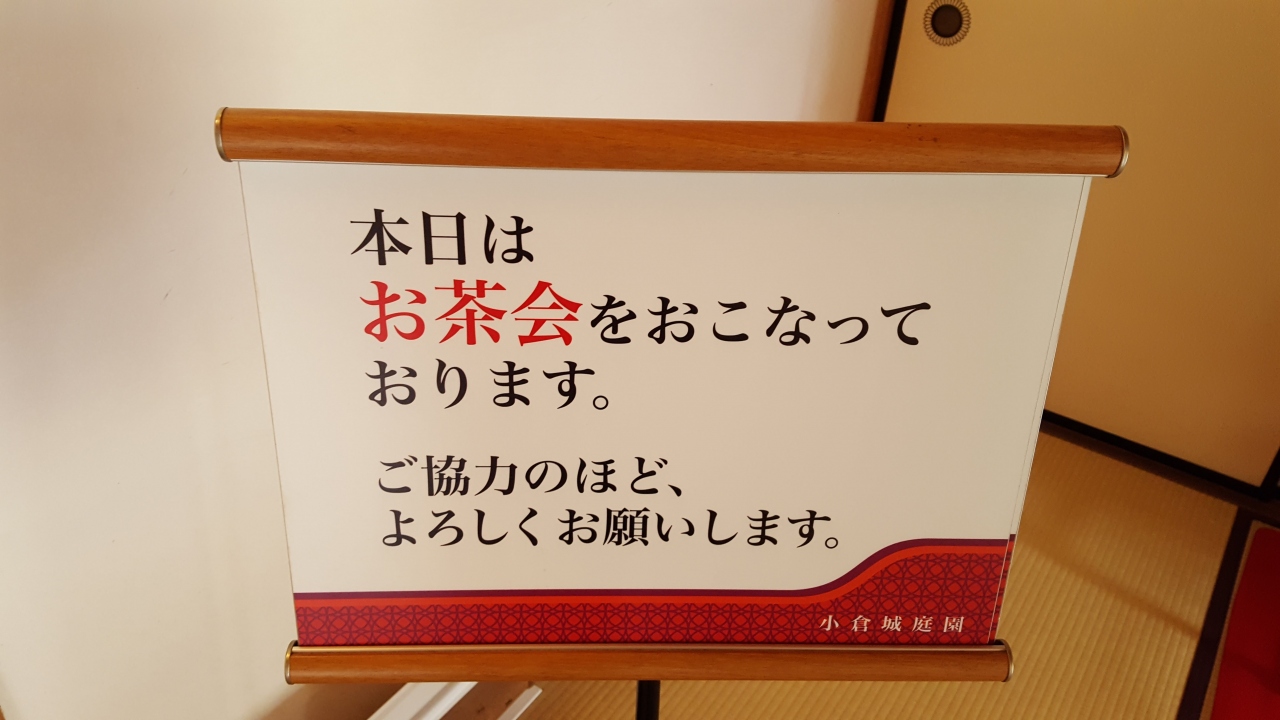 本日は
お茶会をおこなって
おります。
ご協力のほど、
よろしくお願いします。
小倉城庭園